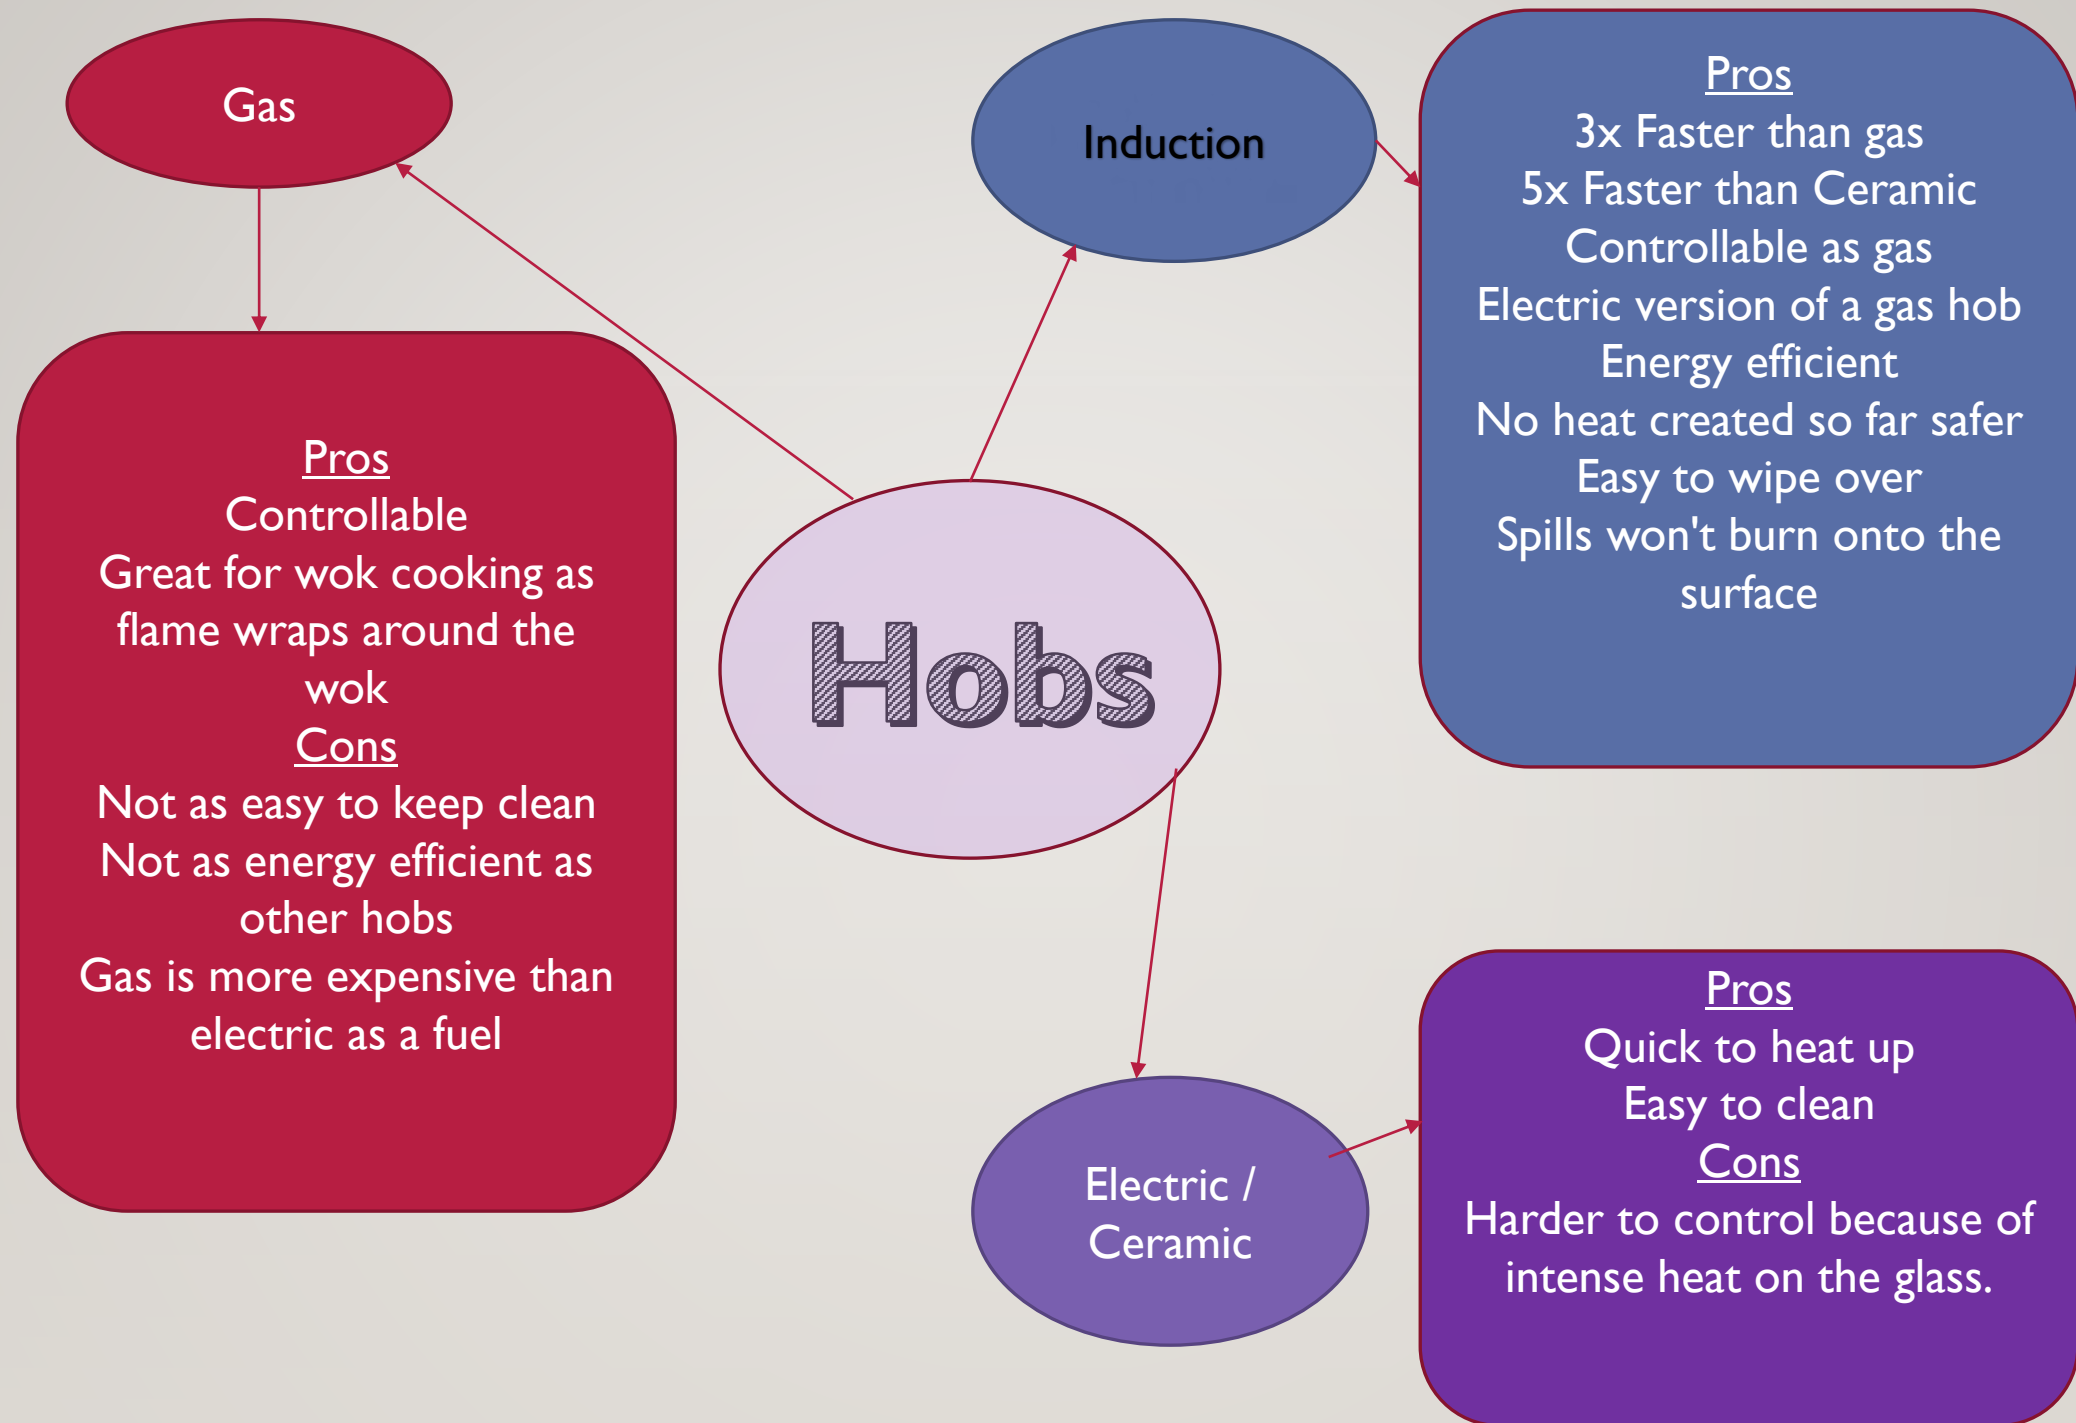 Gas
Pros
Controllable
Great for wok cooking as
flame wraps around the
wok
Cons
Not as easy to keep clean
Not as energy efficient as
other hobs
Gas is more expensive than
electric as a fuel
Hobs
Induction
Pros
3x Faster than gas
5x Faster than Ceramic
Controllable as gas
Electric version of a gas hob
Energy efficient
No heat created so far safer
Easy to wipe over
Spills won't burn onto the
surface
Electric /
Ceramic
Pros
Quick to heat up
Easy to clean
Cons
Harder to control because of
intense heat on the glass.